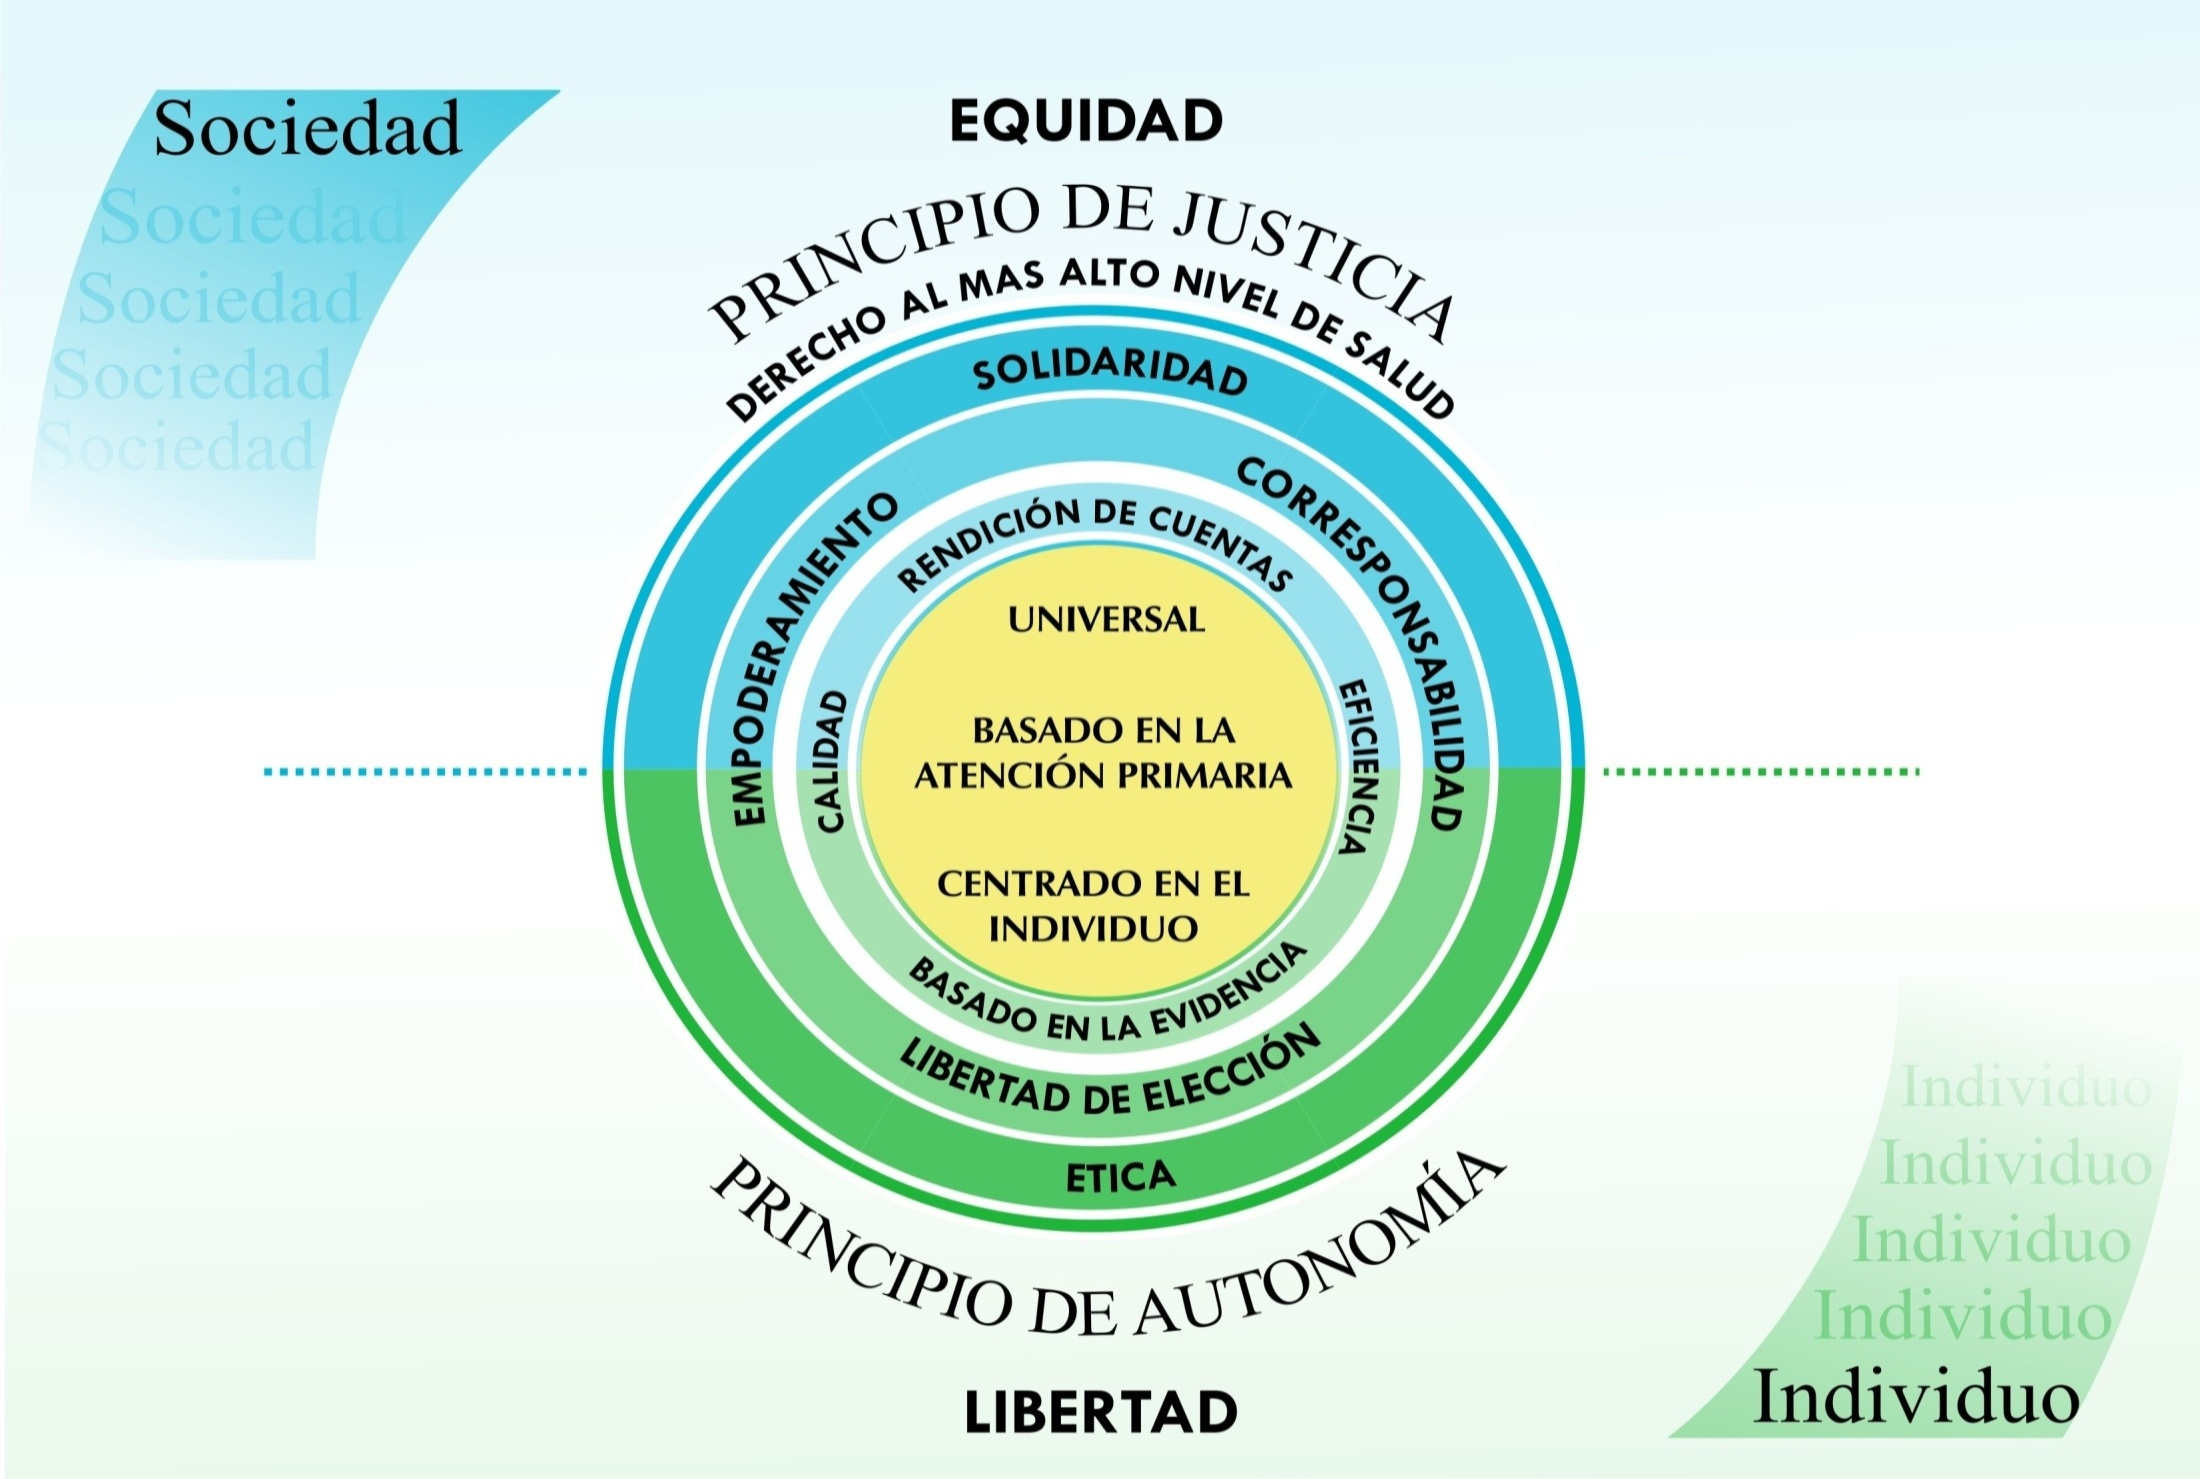 Sociedad
Sociedad
Sociedad
Sociedad
Sociedad
EQUIDAD
PRINCIPIO DE JUSTICIA
DERECHO AL MAS ALTO NIVEL DE SALUD
SOLIDARIDAD
EMPODERAMIENTO
CORRESPONSABILIDAD
RENDICIÓN DE CUENTAS
CALIDAD
EFICIENCIA
UNIVERSAL
BASADO EN LA
ATENCIÓN PRIMARIA
CENTRADO EN EL
INDIVIDUO
BASADO EN LA EVIDENCIA
LIBERTAD DE ELECCIÓN
ETICA
PRINCIPIO DE AUTONOMÍA
LIBERTAD
Individuo
Individuo
Individuo
Individuo
Individuo